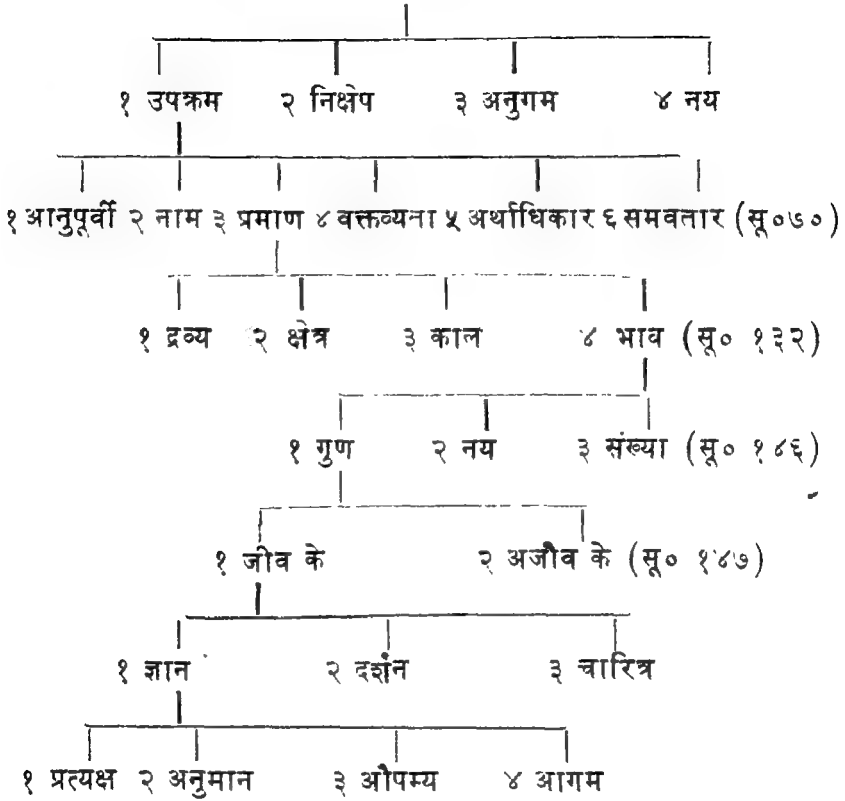 १ उपक्रम २ निक्षेप ३ अनुगम ४ नय
१ आनुपूर्वी २ नाम ३ प्रमाण ४ वक्तव्यता ५ अर्थाधिकार ६ समवतार (सू०७०)
१ द्रव्य २ क्षेत्र ३ काल ४ भाव (सू० १३२)
१ गुण २ नय ३ संख्या (सू० १४६)
१ जीव के २ अजीव के (सू० १४७)
१ ज्ञान २ दर्शन ३ चारित्र
१ प्रत्यक्ष २ अनुमान ३ औपम्य ४ आगम